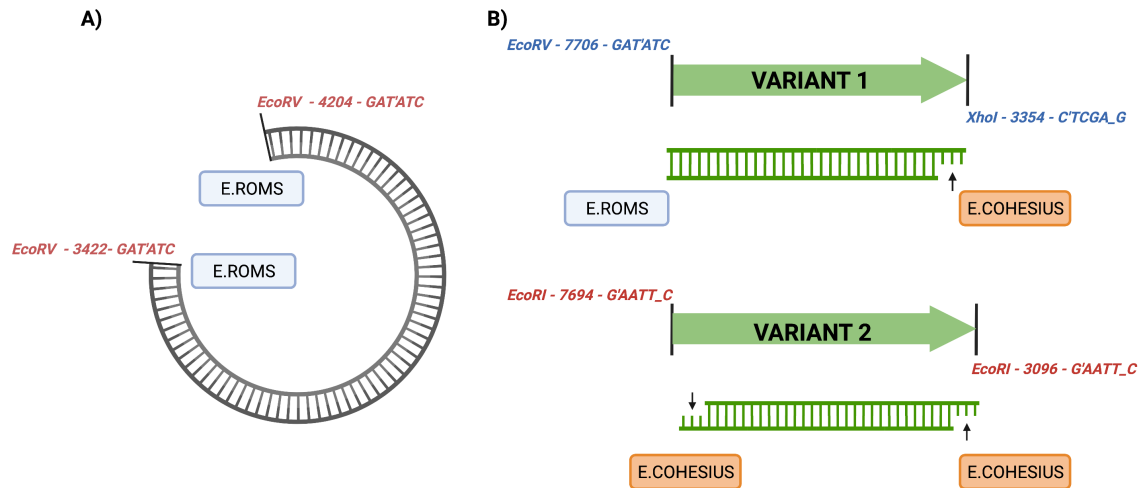 A)
EcoRV - 4204 - GAT'ATC
E.ROMS
EcoRV - 3422- GAT'ATC
E.ROMS
B)
EcoRV - 7706 - GAT'ATC
VARIANT 1
XhoI - 3354 - C'TCGA_G
E.ROMS
E.COHESIUS
EcoRI - 7694 - G'AATT_C
VARIANT 2
EcoRI - 3096 - G'AATT_C
E.COHESIUS
E.COHESIUS